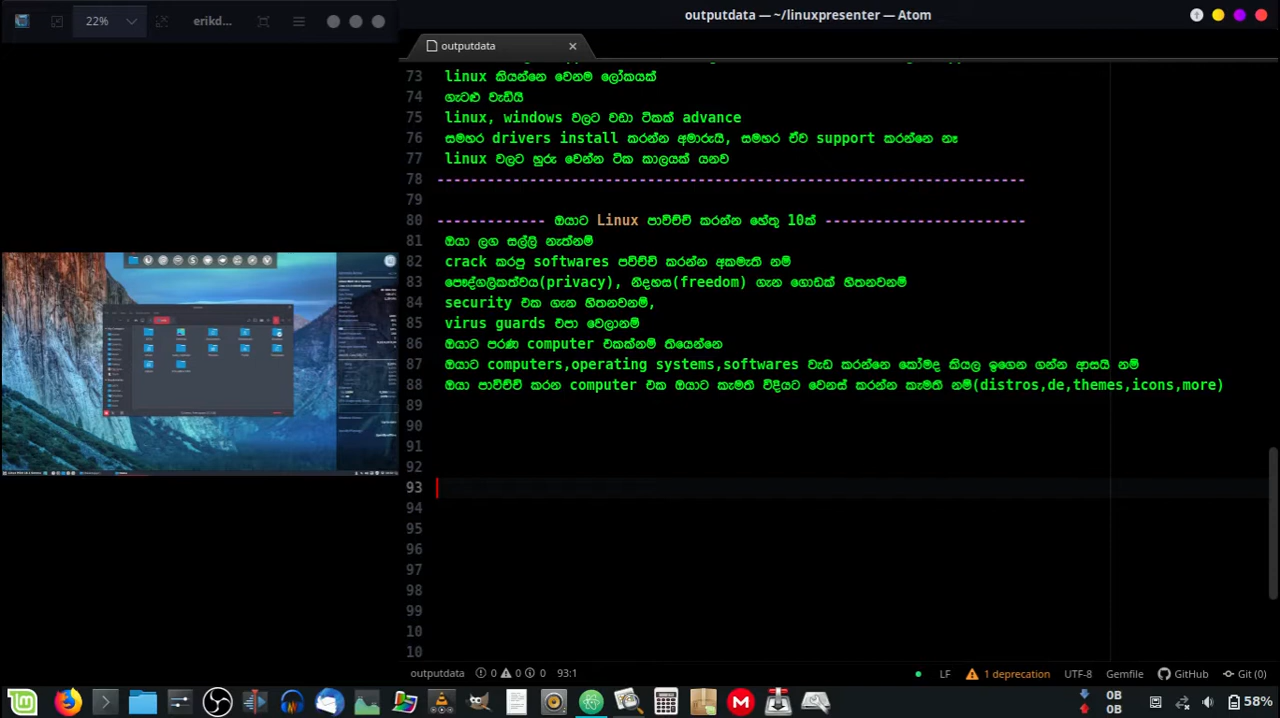 22%
erikd...
outputdata — ~/linuxpresenter — Atom
outputdata
73 linux කියන්නෙ වෙනම ලෝකයක්
74 ගැටළු වැඩියි
75 linux, windows වලට වඩා ටිකක් advance
76 සමහර drivers install කරන්න අමාරුයි, සමහර ඒව support කරන්නෙ නෑ
77 linux වලට හුරු වෙන්න ටික කාලයක් යනව
78 ----------------------------------------------------------------------
79
80 ------------- ඔයාට Linux පාවිච්චි කරන්න හේතු 10ක් ------------------------
81 ඔයා ලග සල්ලි නැත්නම්
82 crack කරපු softwares පවිච්චි කරන්න අකමැති නම්
83 පෞද්ගලිකත්වය(privacy), නිදහස(freedom) ගැන ගොඩක් හිතනවනම්
84 security එක ගැන හිතනවනම්,
85 virus guards එපා වෙලානම්
86 ඔයාට පරණ computer එකක්නම් තියෙන්නෙ
87 ඔයාට computers,operating systems,softwares වැඩ කරන්නෙ කෝමද කියල ඉගෙන ගන්න ආසයි නම්
88 ඔයා පාවිච්චි කරන computer එක ඔයාට කැමති විදියට වෙනස් කරන්න කැමති නම්(distros,de,themes,icons,more)
89
90
91
92
93
94
95
96
97
98
99
10
10
outputdata 0 0 0 93:1 LF 1 deprecation UTF-8 Gemfile GitHub Git (0)
0B
0B
58%